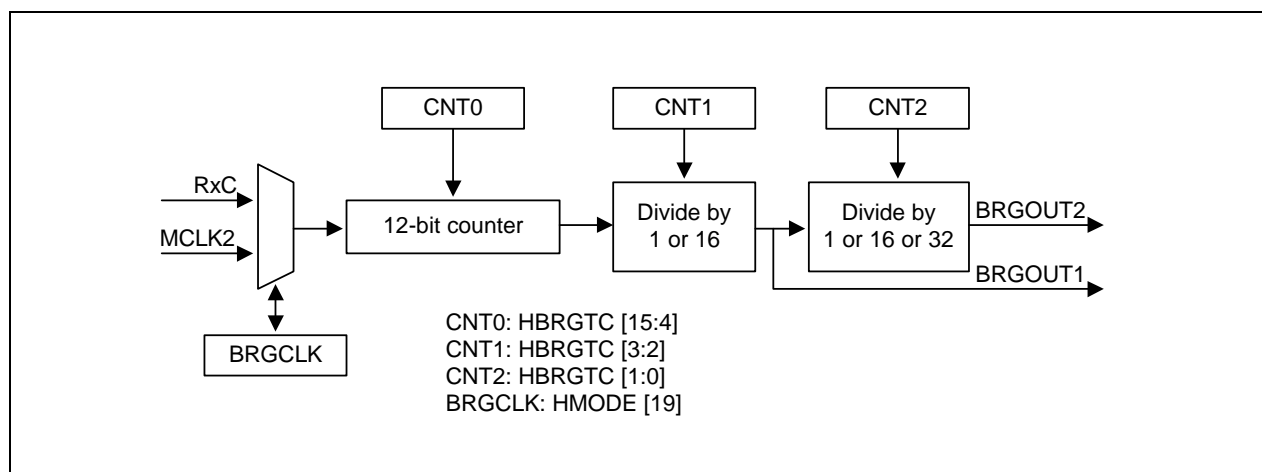 CNT0
CNT1
CNT2
RxC
MCLK2
12-bit counter
Divide by
1 or 16
Divide by
1 or 16 or 32
BRGOUT2
BRGOUT1
BRGCLK
CNT0: HBRGTC [15:4]
CNT1: HBRGTC [3:2]
CNT2: HBRGTC [1:0]
BRGCLK: HMODE [19]